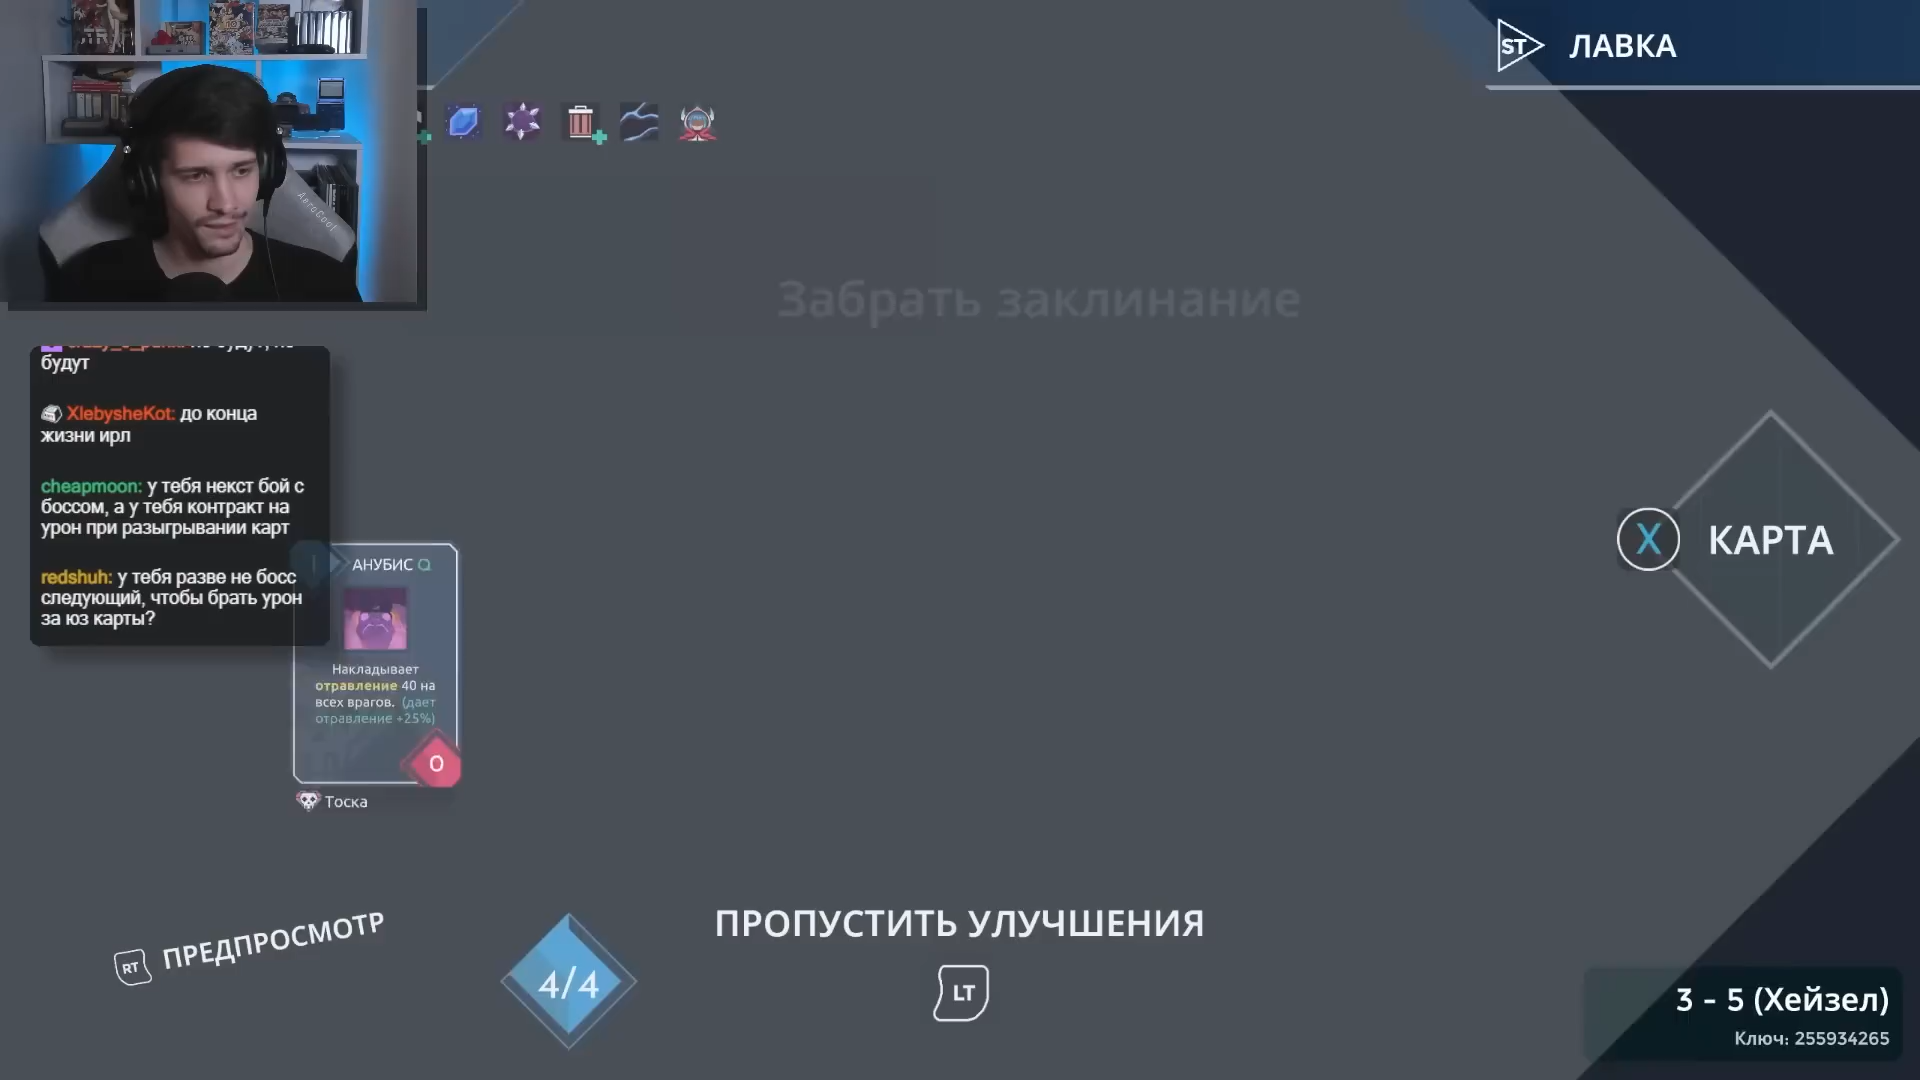 ST ЛАВКА
AeroCool
Забрать заклинание
будут
XlebysheKot: до конца
жизни ирл
cheapmoon: у тебя некст бой с
боссом, а у тебя контракт на
урон при разыгрывании карт
redshuh: у тебя разве не босс
следующий, чтобы брать урон
за юз карты?
АНУБИС
Накладывает
отравление 40 на
всех врагов. (дает
отравление +25%)
0
Тоска
X КАРТА
RT ПРЕДПРОСМОТР
4/4
ПРОПУСТИТЬ УЛУЧШЕНИЯ
LT
3 - 5 (Хейзел)
Ключ: 255934265